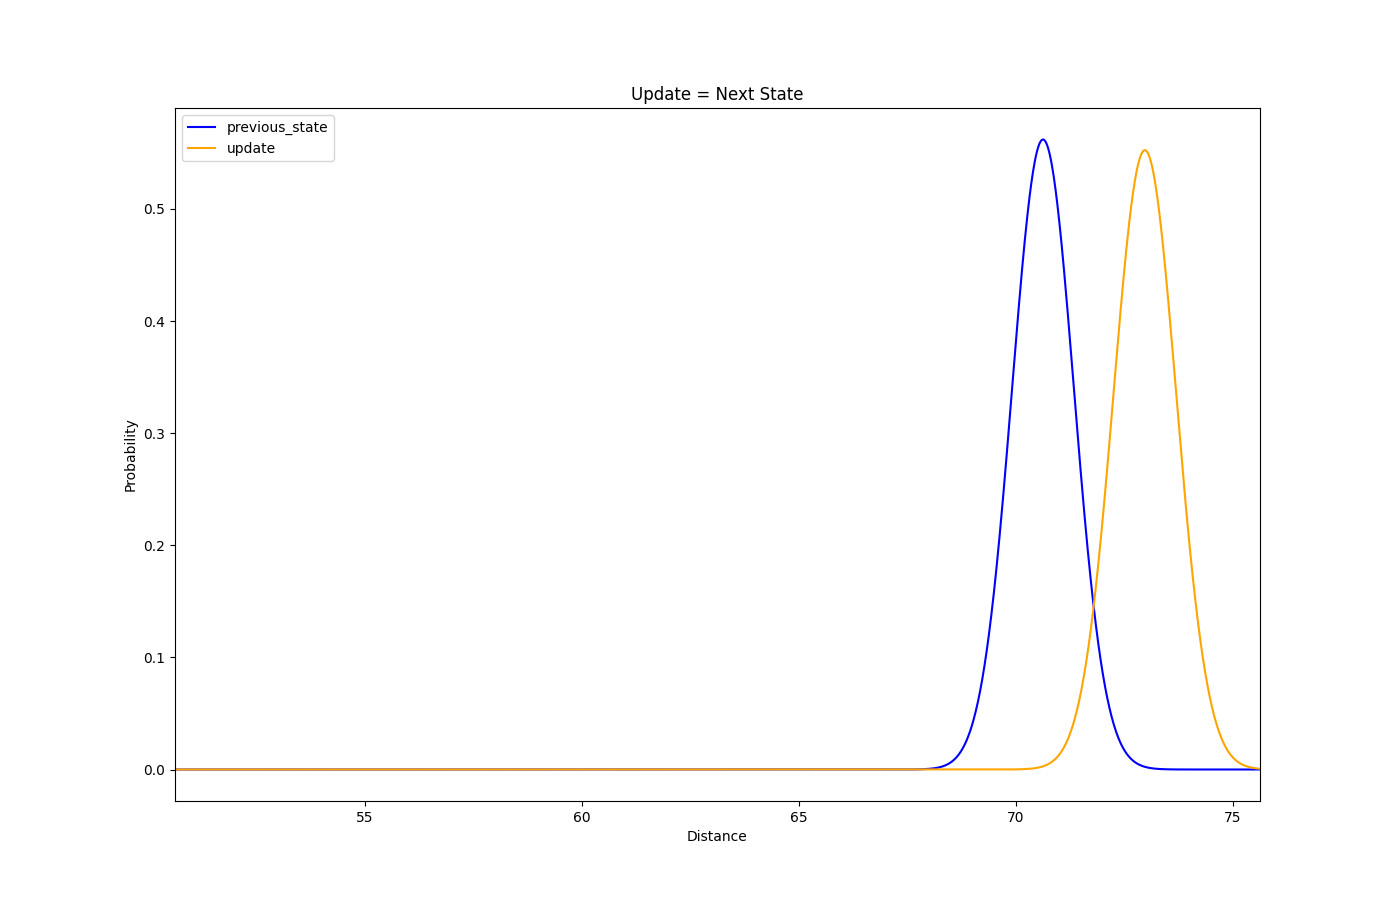 Update = Next State
previous_state
update
Probability
0.5
0.4
0.3
0.2
0.1
0.0
55 60 65 70 75
Distance